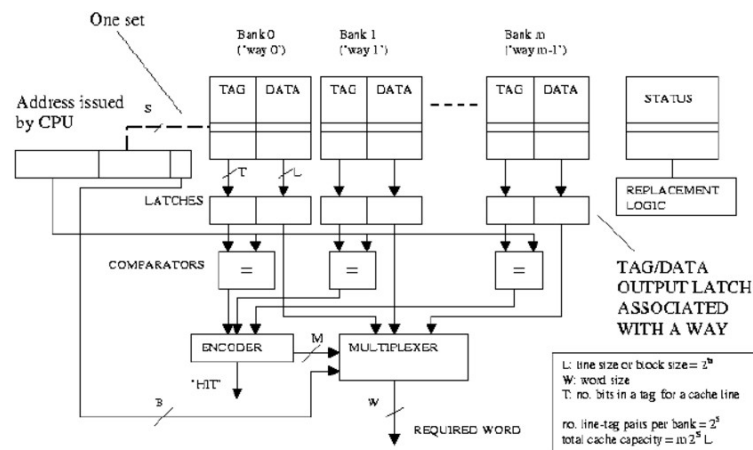 One set
Bank 0
("way 0")
Bank 1
("way 1")
Bank m
("way m-1")
TAG DATA
TAG DATA
TAG DATA
STATUS
Address issued
by CPU
S
T
L
LATCHES
REPLACEMENT
LOGIC
COMPARATORS
=
=
=
TAG/DATA
OUTPUT LATCH
ASSOCIATED
WITH A WAY
ENCODER
M
MULTIPLEXER
"HIT"
B
W
REQUIRED WORD
L: line size or block size = 2ᵇ
W: word size
T: no. bits in a tag for a cache line
no. line-tag pairs per bank = 2ˢ
total cache capacity = m 2ˢ L